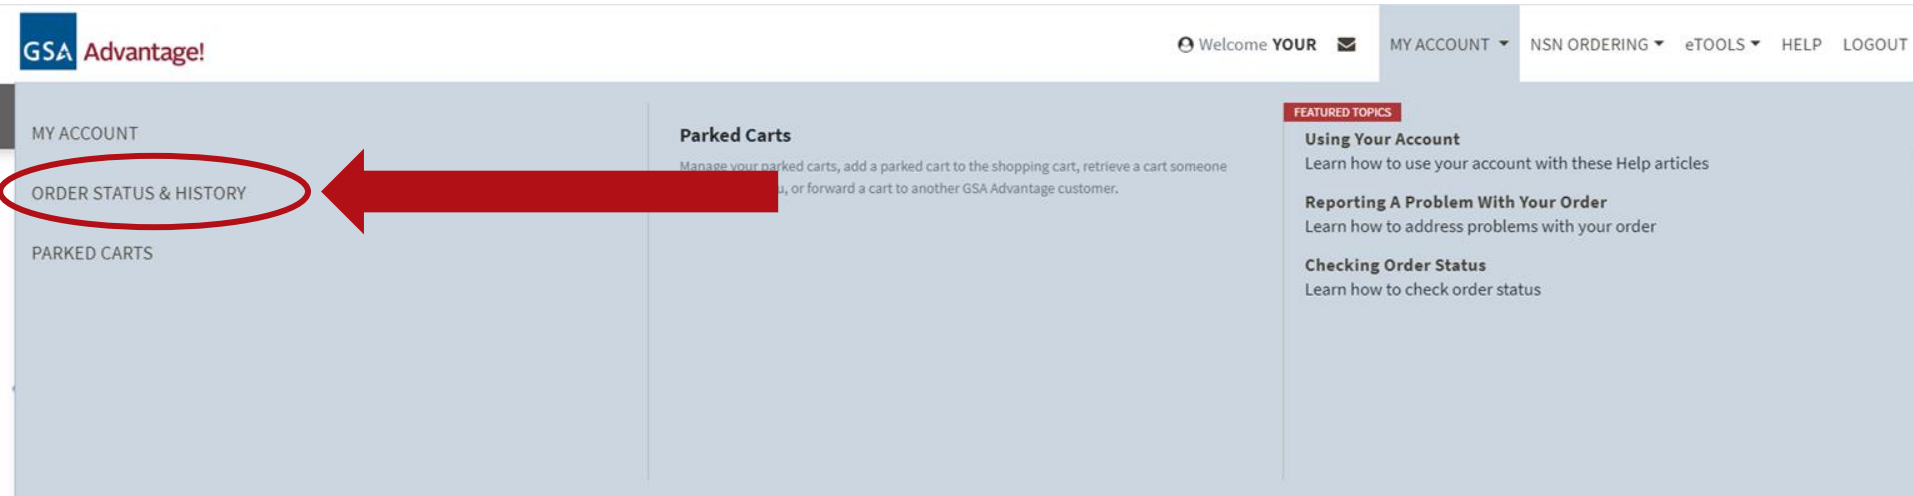 GSA Advantage!
Welcome YOUR
MY ACCOUNT
NSN ORDERING
eTOOLS
HELP
LOGOUT
MY ACCOUNT
ORDER STATUS & HISTORY
PARKED CARTS
Parked Carts
Manage your parked carts, add a parked cart to the shopping cart, retrieve a cart someone
, or forward a cart to another GSA Advantage customer.
FEATURED TOPICS
Using Your Account
Learn how to use your account with these Help articles
Reporting A Problem With Your Order
Learn how to address problems with your order
Checking Order Status
Learn how to check order status